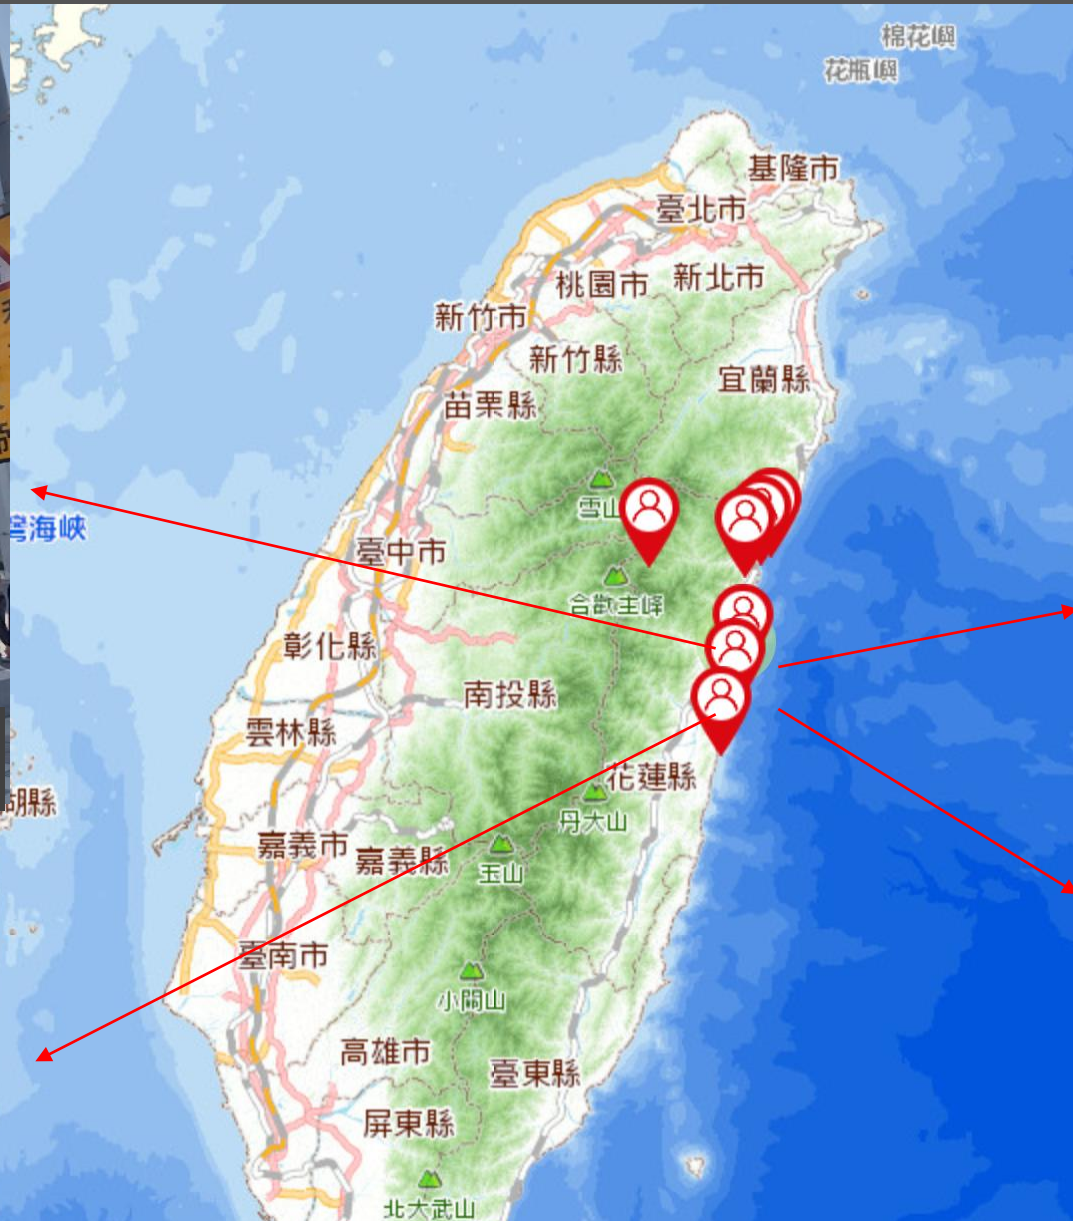 棉花嶼
花瓶嶼
基隆市
臺北市
桃園市
新北市
新竹市
新竹縣
宜蘭縣
苗栗縣
雪山
灣海峽
臺中市
合歡主峰
彰化縣
南投縣
雲林縣
花蓮縣
湖縣
丹大山
嘉義市
嘉義縣
玉山
臺南市
小關山
高雄市
臺東縣
屏東縣
北大武山